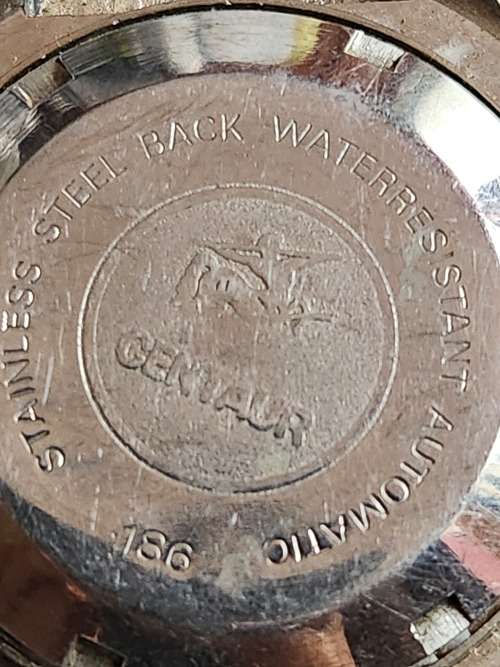 STAINLESS STEEL BACK WATERRESISTANT AUTOMATIC
186
CENTAUR